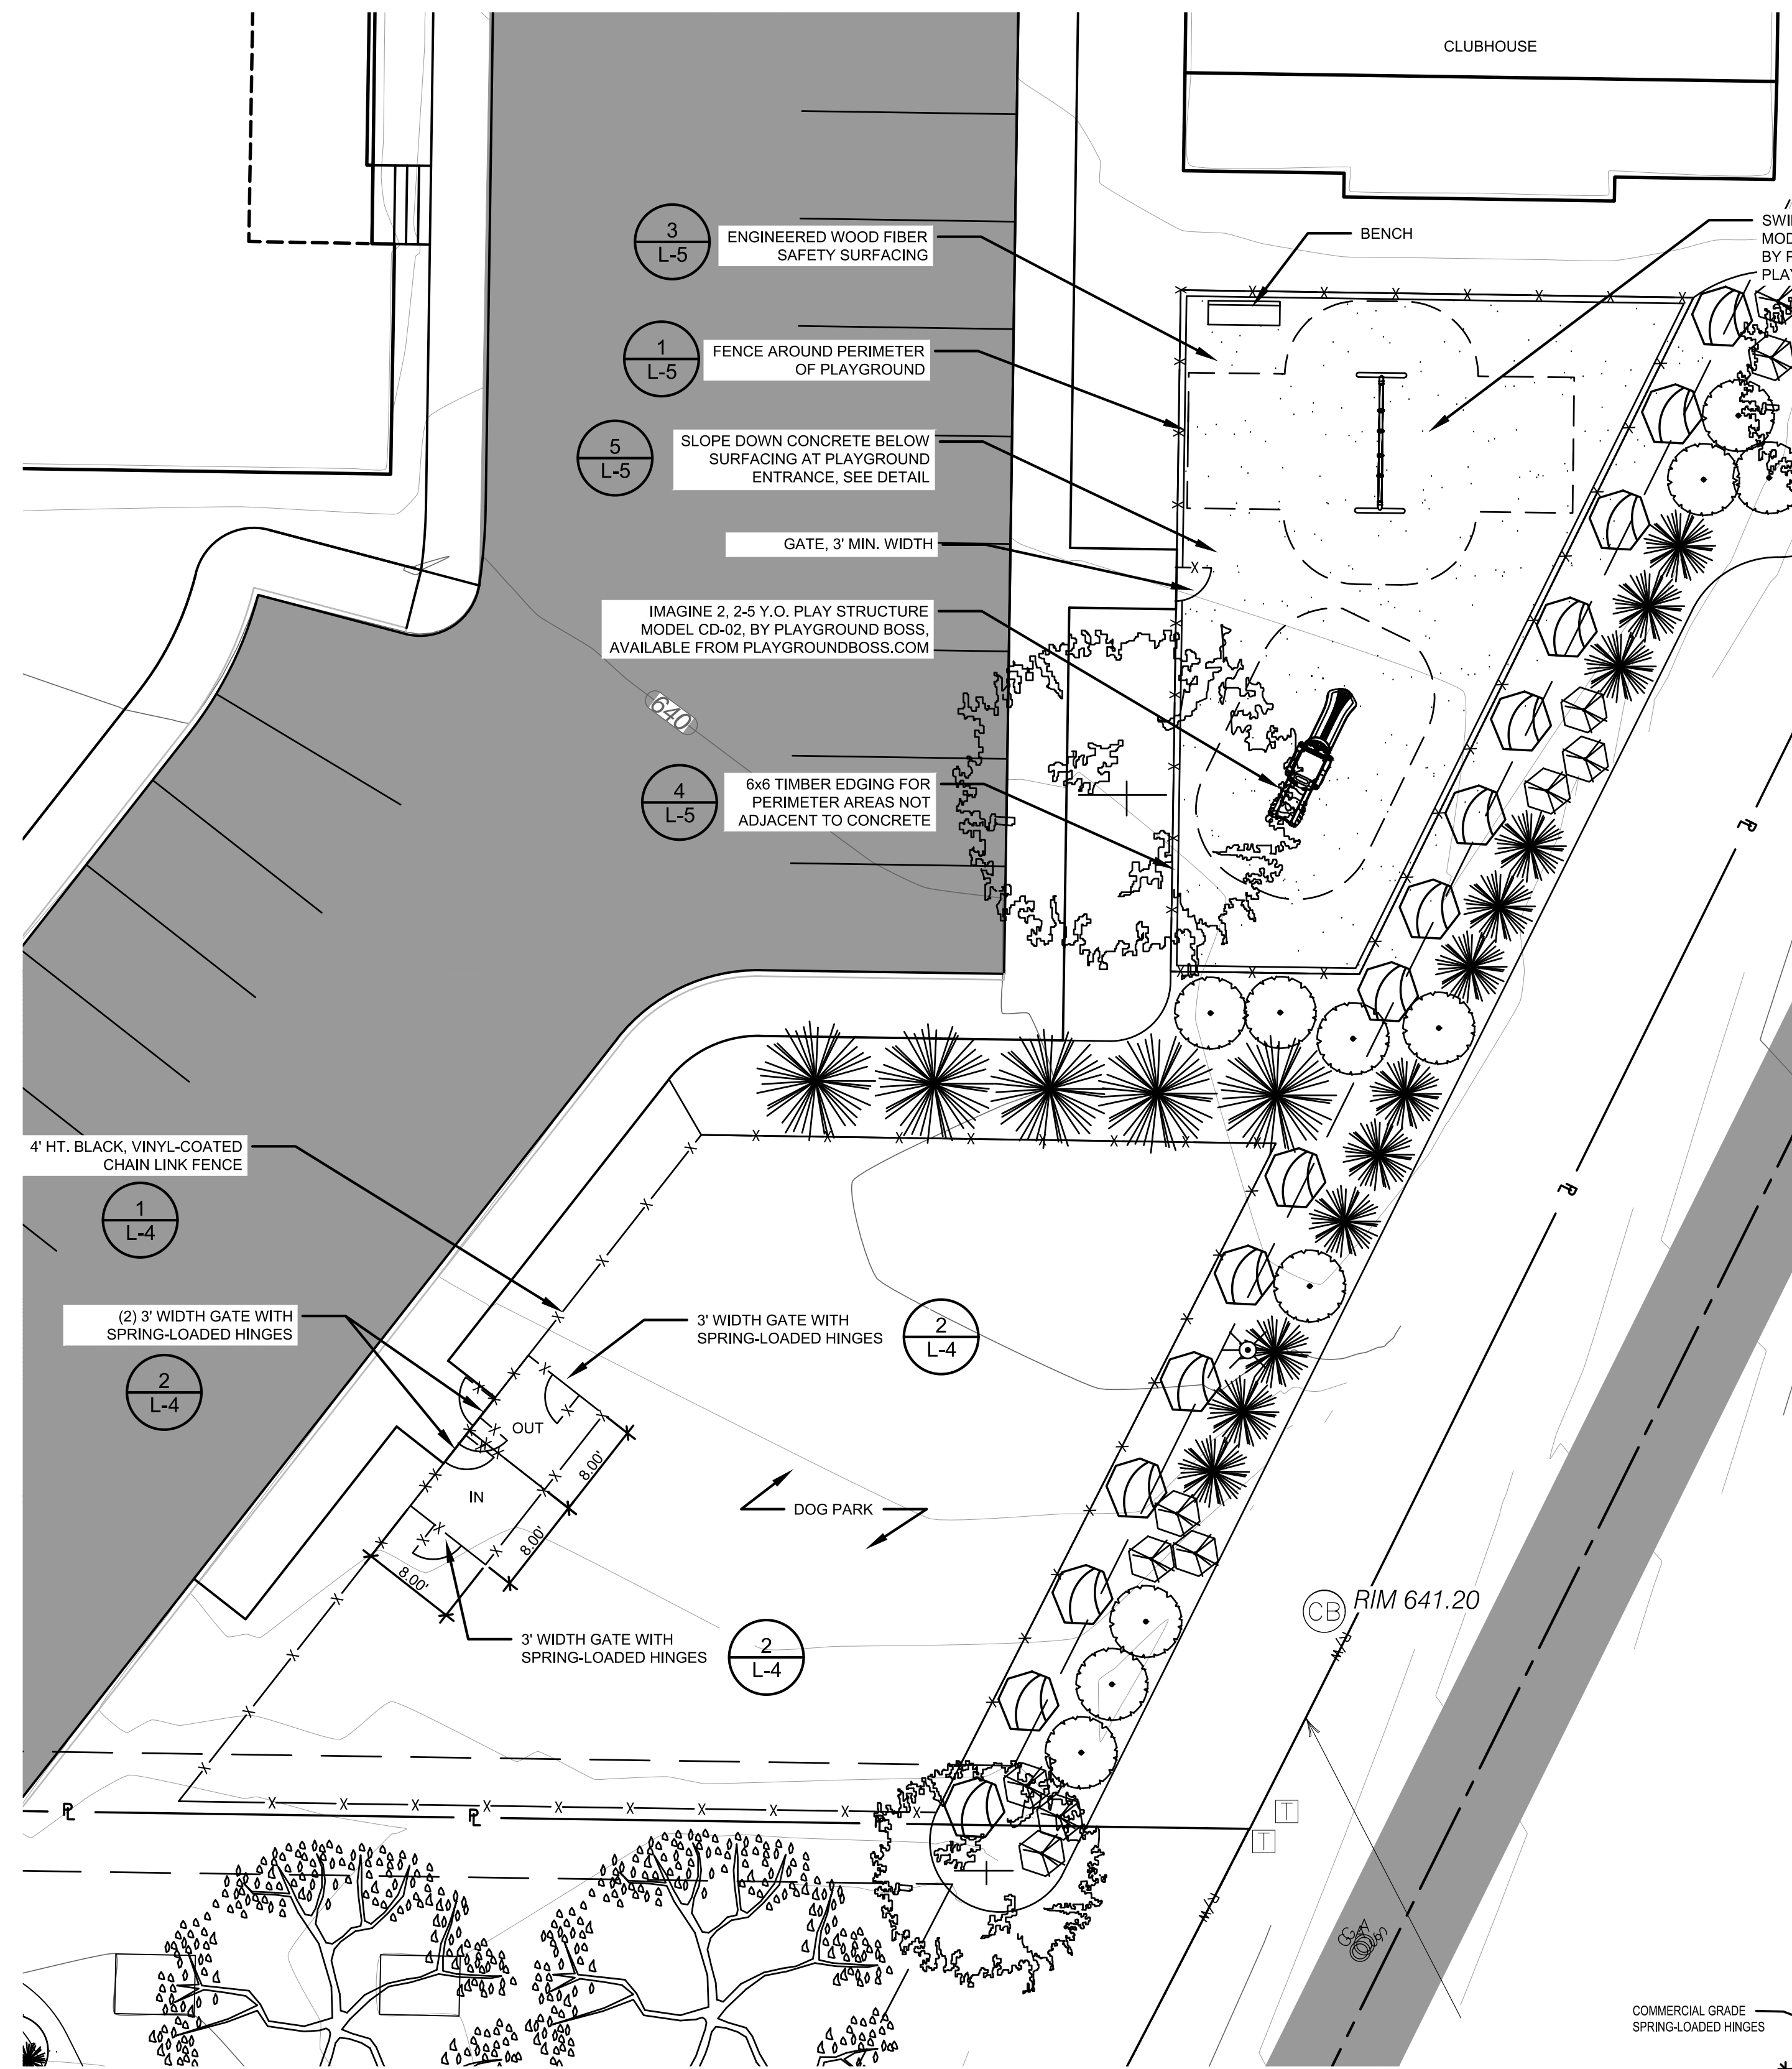 CLUBHOUSE
3
L-5
ENGINEERED WOOD FIBER
SAFETY SURFACING
BENCH
1
L-5
FENCE AROUND PERIMETER
OF PLAYGROUND
5
L-5
SLOPE DOWN CONCRETE BELOW
SURFACING AT PLAYGROUND
ENTRANCE, SEE DETAIL
GATE, 3' MIN. WIDTH
IMAGINE 2, 2-5 Y.O. PLAY STRUCTURE
MODEL CD-02, BY PLAYGROUND BOSS,
AVAILABLE FROM PLAYGROUNDBOSS.COM
640
4
L-5
6x6 TIMBER EDGING FOR
PERIMETER AREAS NOT
ADJACENT TO CONCRETE
PL
PL
4' HT. BLACK, VINYL-COATED
CHAIN LINK FENCE
1
L-4
(2) 3' WIDTH GATE WITH
SPRING-LOADED HINGES
2
L-4
3' WIDTH GATE WITH
SPRING-LOADED HINGES
2
L-4
OUT
IN
8.00'
8.00'
8.00'
DOG PARK
3' WIDTH GATE WITH
SPRING-LOADED HINGES
2
L-4
CB RIM 641.20
R/W
PL
PL
T
T
R/W
GAS
COMMERCIAL GRADE
SPRING-LOADED HINGES